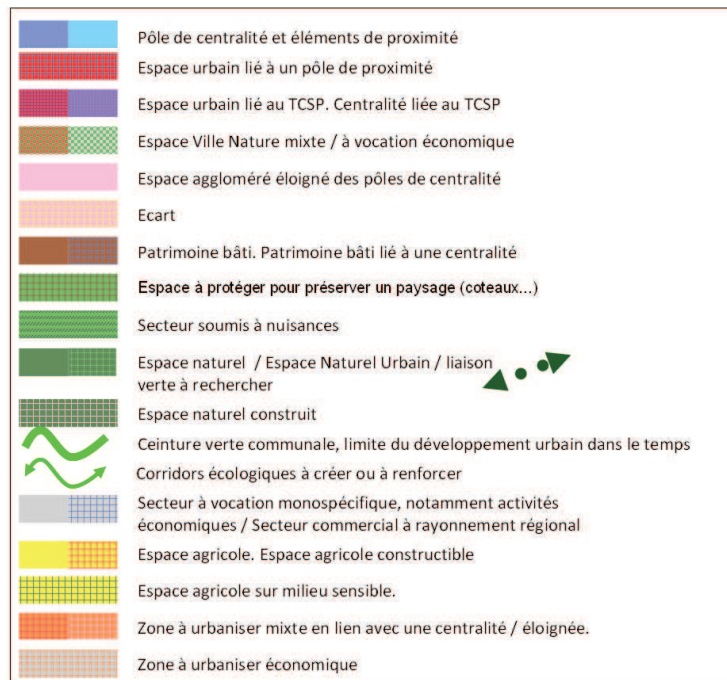 Pôle de centralité et éléments de proximité
Espace urbain lié à un pôle de proximité
Espace urbain lié au TCSP. Centralité liée au TCSP
Espace Ville Nature mixte / à vocation économique
Espace aggloméré éloigné des pôles de centralité
Ecart
Patrimoine bâti. Patrimoine bâti lié à une centralité
Espace à protéger pour préserver un paysage (coteaux...)
Secteur soumis à nuisances
Espace naturel / Espace Naturel Urbain / liaison
verte à rechercher
Espace naturel construit
Ceinture verte communale, limite du développement urbain dans le temps
Corridors écologiques à créer ou à renforcer
Secteur à vocation monospécifique, notamment activités
économiques / Secteur commercial à rayonnement régional
Espace agricole. Espace agricole constructible
Espace agricole sur milieu sensible.
Zone à urbaniser mixte en lien avec une centralité / éloignée.
Zone à urbaniser économique